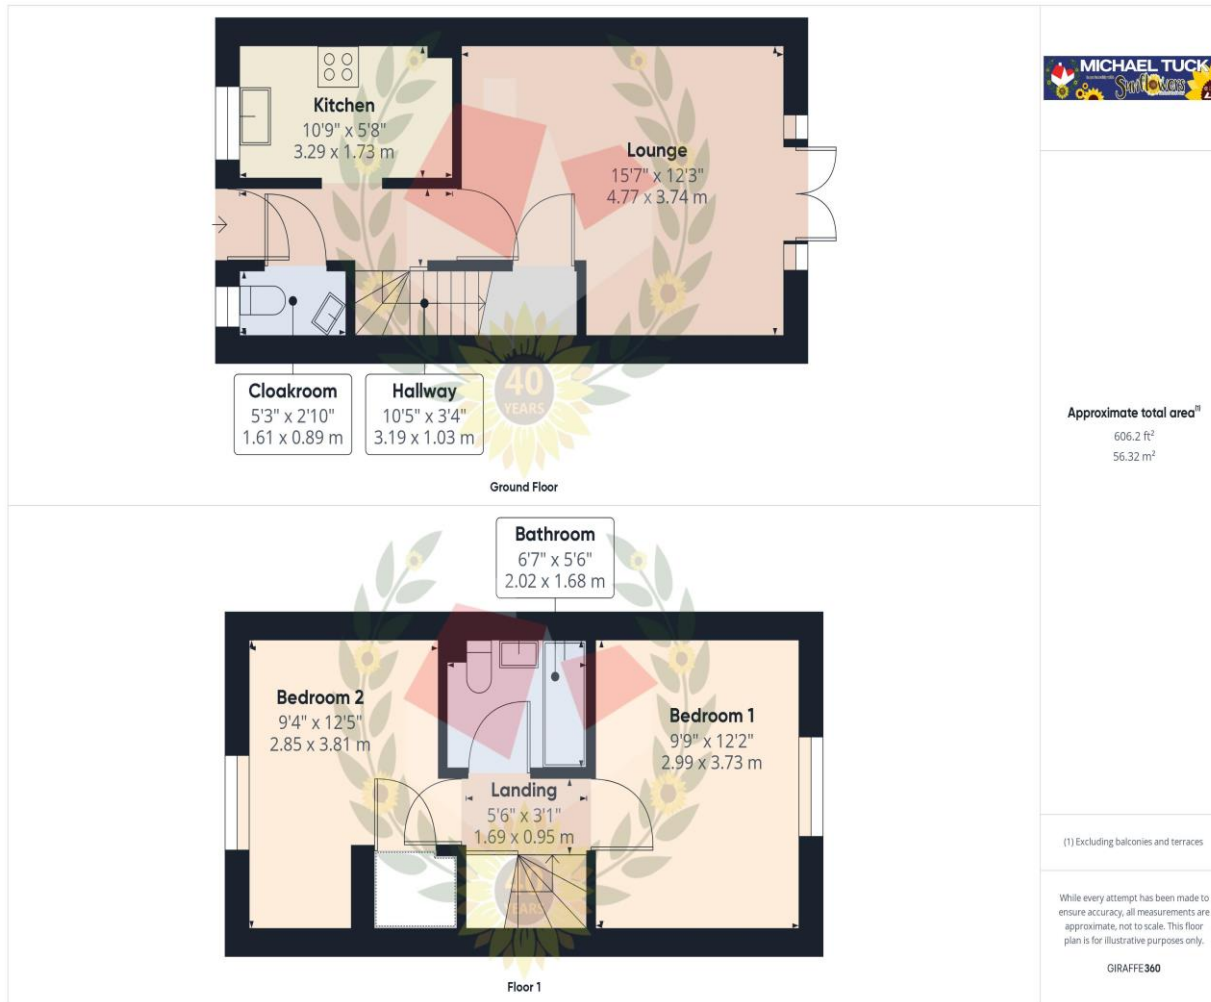 MICHAEL TUCK
Sunflowers
Kitchen
10'9" x 5'8"
3.29 x 1.73 m
Lounge
15'7" x 12'3"
4.77 x 3.74 m
Cloakroom
5'3" x 2'10"
1.61 x 0.89 m
Hallway
10'5" x 3'4"
3.19 x 1.03 m
40
YEARS
Ground Floor
Approximate total area⁽¹⁾
606.2 ft²
56.32 m²
Bathroom
6'7" x 5'6"
2.02 x 1.68 m
Bedroom 2
9'4" x 12'5"
2.85 x 3.81 m
Bedroom 1
9'9" x 12'2"
2.99 x 3.73 m
Landing
5'6" x 3'1"
1.69 x 0.95 m
40
YEARS
Floor 1
(1) Excluding balconies and terraces
While every attempt has been made to
ensure accuracy, all measurements are
approximate, not to scale. This floor
plan is for illustrative purposes only.
GIRAFFE360